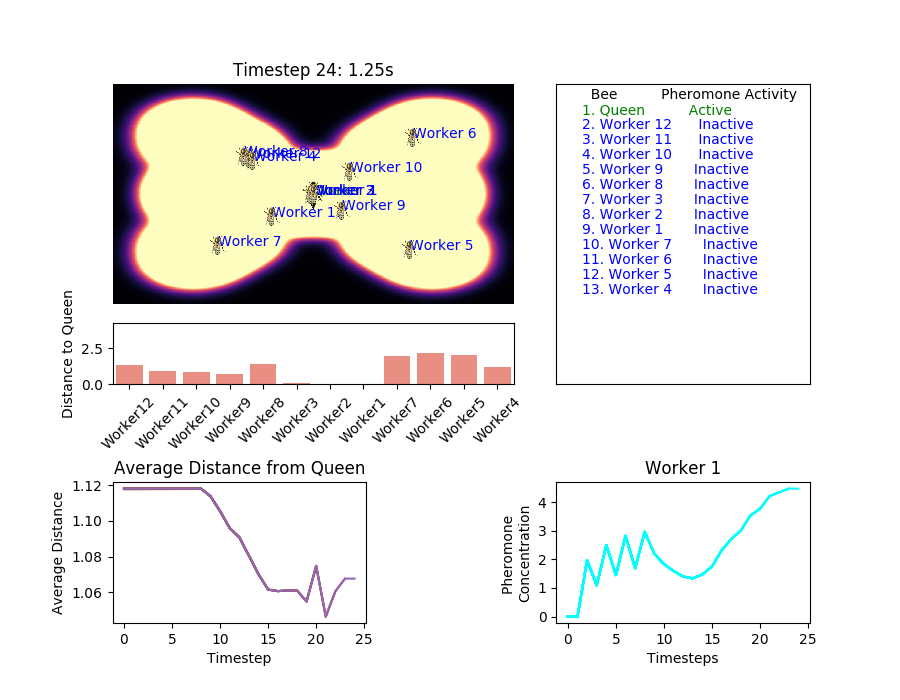 Timestep 24: 1.25s
Worker 6
Worker 10
Worker 9
Worker 1
Worker 7
Worker 5
Bee Pheromone Activity
1. Queen Active
2. Worker 12 Inactive
3. Worker 11 Inactive
4. Worker 10 Inactive
5. Worker 9 Inactive
6. Worker 8 Inactive
7. Worker 3 Inactive
8. Worker 2 Inactive
9. Worker 1 Inactive
10. Worker 7 Inactive
11. Worker 6 Inactive
12. Worker 5 Inactive
13. Worker 4 Inactive
Distance to Queen
2.5
0.0
Worker12
Worker11
Worker10
Worker9
Worker8
Worker3
Worker2
Worker1
Worker7
Worker6
Worker5
Worker4
Average Distance from Queen
Average Distance
1.12
1.10
1.08
1.06
0 5 10 15 20 25
Timestep
Worker 1
Pheromone
Concentration
4
3
2
1
0
0 5 10 15 20 25
Timesteps